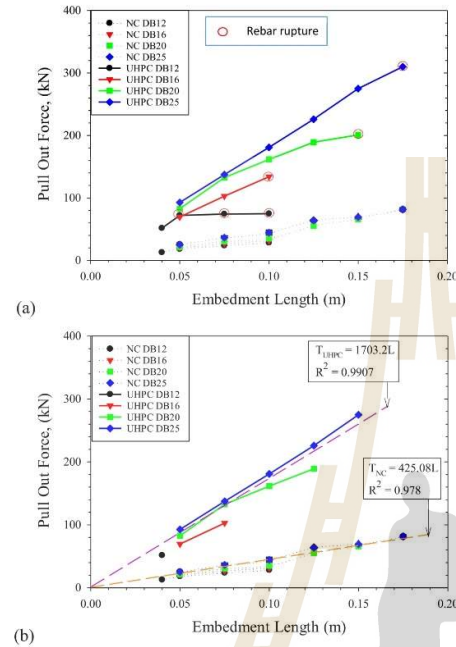 (a)
NC DB12
NC DB16
NC DB20
NC DB25
UHPC DB12
UHPC DB16
UHPC DB20
UHPC DB25
Rebar rupture
Pull Out Force, (kN)
400
300
200
100
0
0.00 0.05 0.10 0.15 0.20
Embedment Length (m)
(a)
NC DB12
NC DB16
NC DB20
NC DB25
UHPC DB12
UHPC DB16
UHPC DB20
UHPC DB25
T_UHPC = 1703.2L
R² = 0.9907
T_NC = 425.08L
R² = 0.978
Pull Out Force, (kN)
400
300
200
100
0
0.00 0.05 0.10 0.15 0.20
Embedment Length (m)
(b)